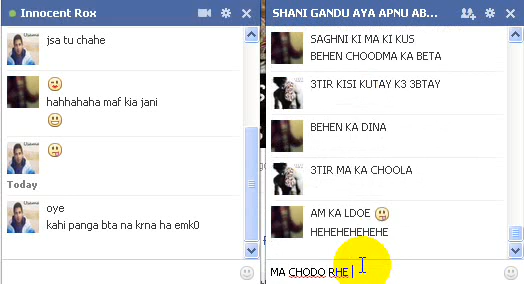 Innocent Rox
jsa tu chahe
hahhahaha maf kia jani
Today
oye
kahi panga bta na krna ha emk0
SHANI GANDU AYA APNU AB...
SAGHNI KI MA KI KUS
BEHEN CHOODMA KA BETA
3TIR KISI KUTAY K3 3BTAY
BEHEN KA DINA
3TIR MA KA CHOOLA
AM KA LDOE
HEHEHEHEHEHE
MA CHODO RHE